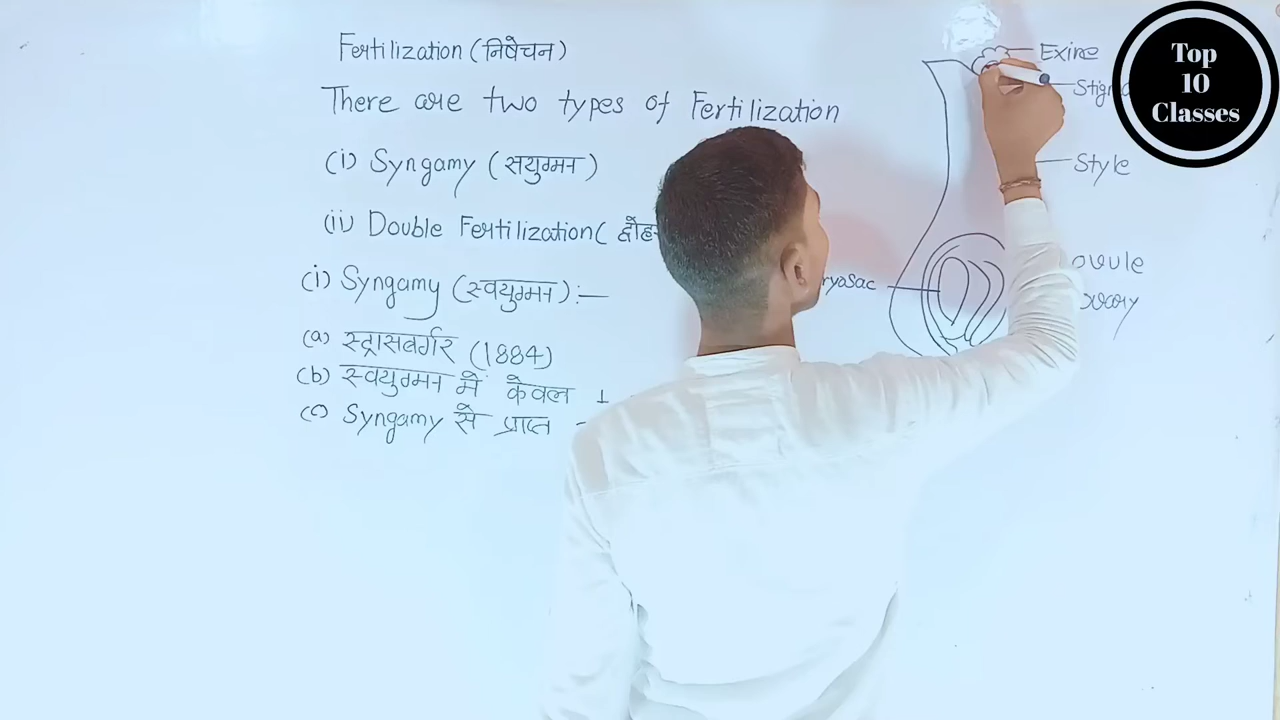 Fertilization (निषेचन)
There are two types of Fertilization
(i) Syngamy (सयुग्मन)
(ii) Double Fertilization (
(i) Syngamy (स्वयुग्मन) :—
(a) स्ट्रासबर्गर (1884)
(b) स्वयुग्मन में केवल
(c) Syngamy से प्राप्त
Exine
Style
ovule
Top
10
Classes